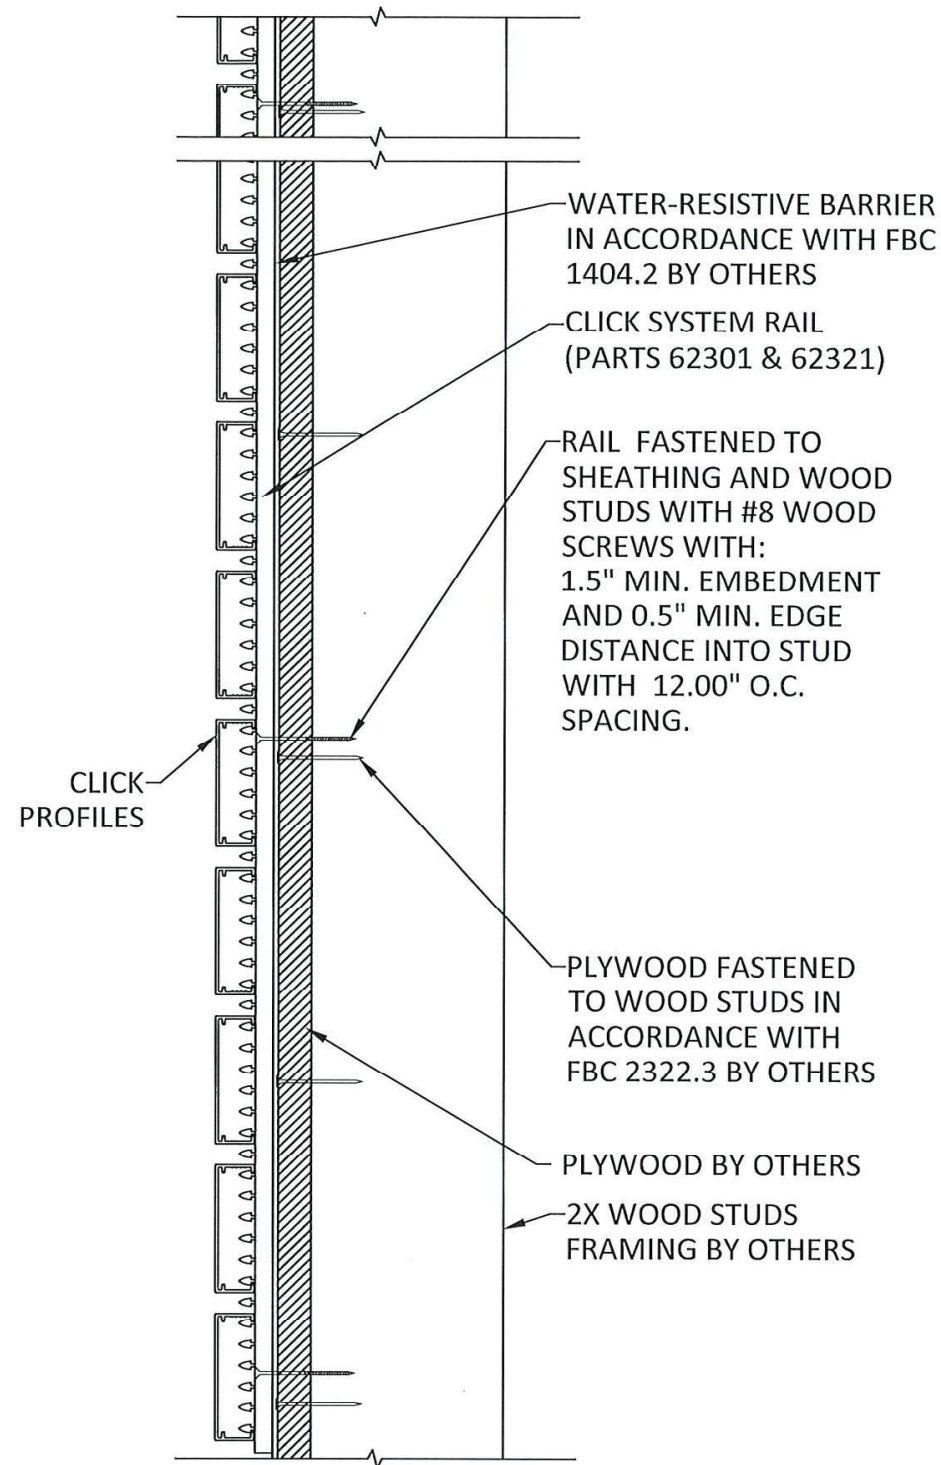 WATER-RESISTIVE BARRIER
IN ACCORDANCE WITH FBC
1404.2 BY OTHERS
CLICK SYSTEM RAIL
(PARTS 62301 & 62321)
RAIL FASTENED TO
SHEATHING AND WOOD
STUDS WITH #8 WOOD
SCREWS WITH:
1.5" MIN. EMBEDMENT
AND 0.5" MIN. EDGE
DISTANCE INTO STUD
WITH 12.00" O.C.
SPACING.
CLICK
PROFILES
PLYWOOD FASTENED
TO WOOD STUDS IN
ACCORDANCE WITH
FBC 2322.3 BY OTHERS
PLYWOOD BY OTHERS
2X WOOD STUDS
FRAMING BY OTHERS